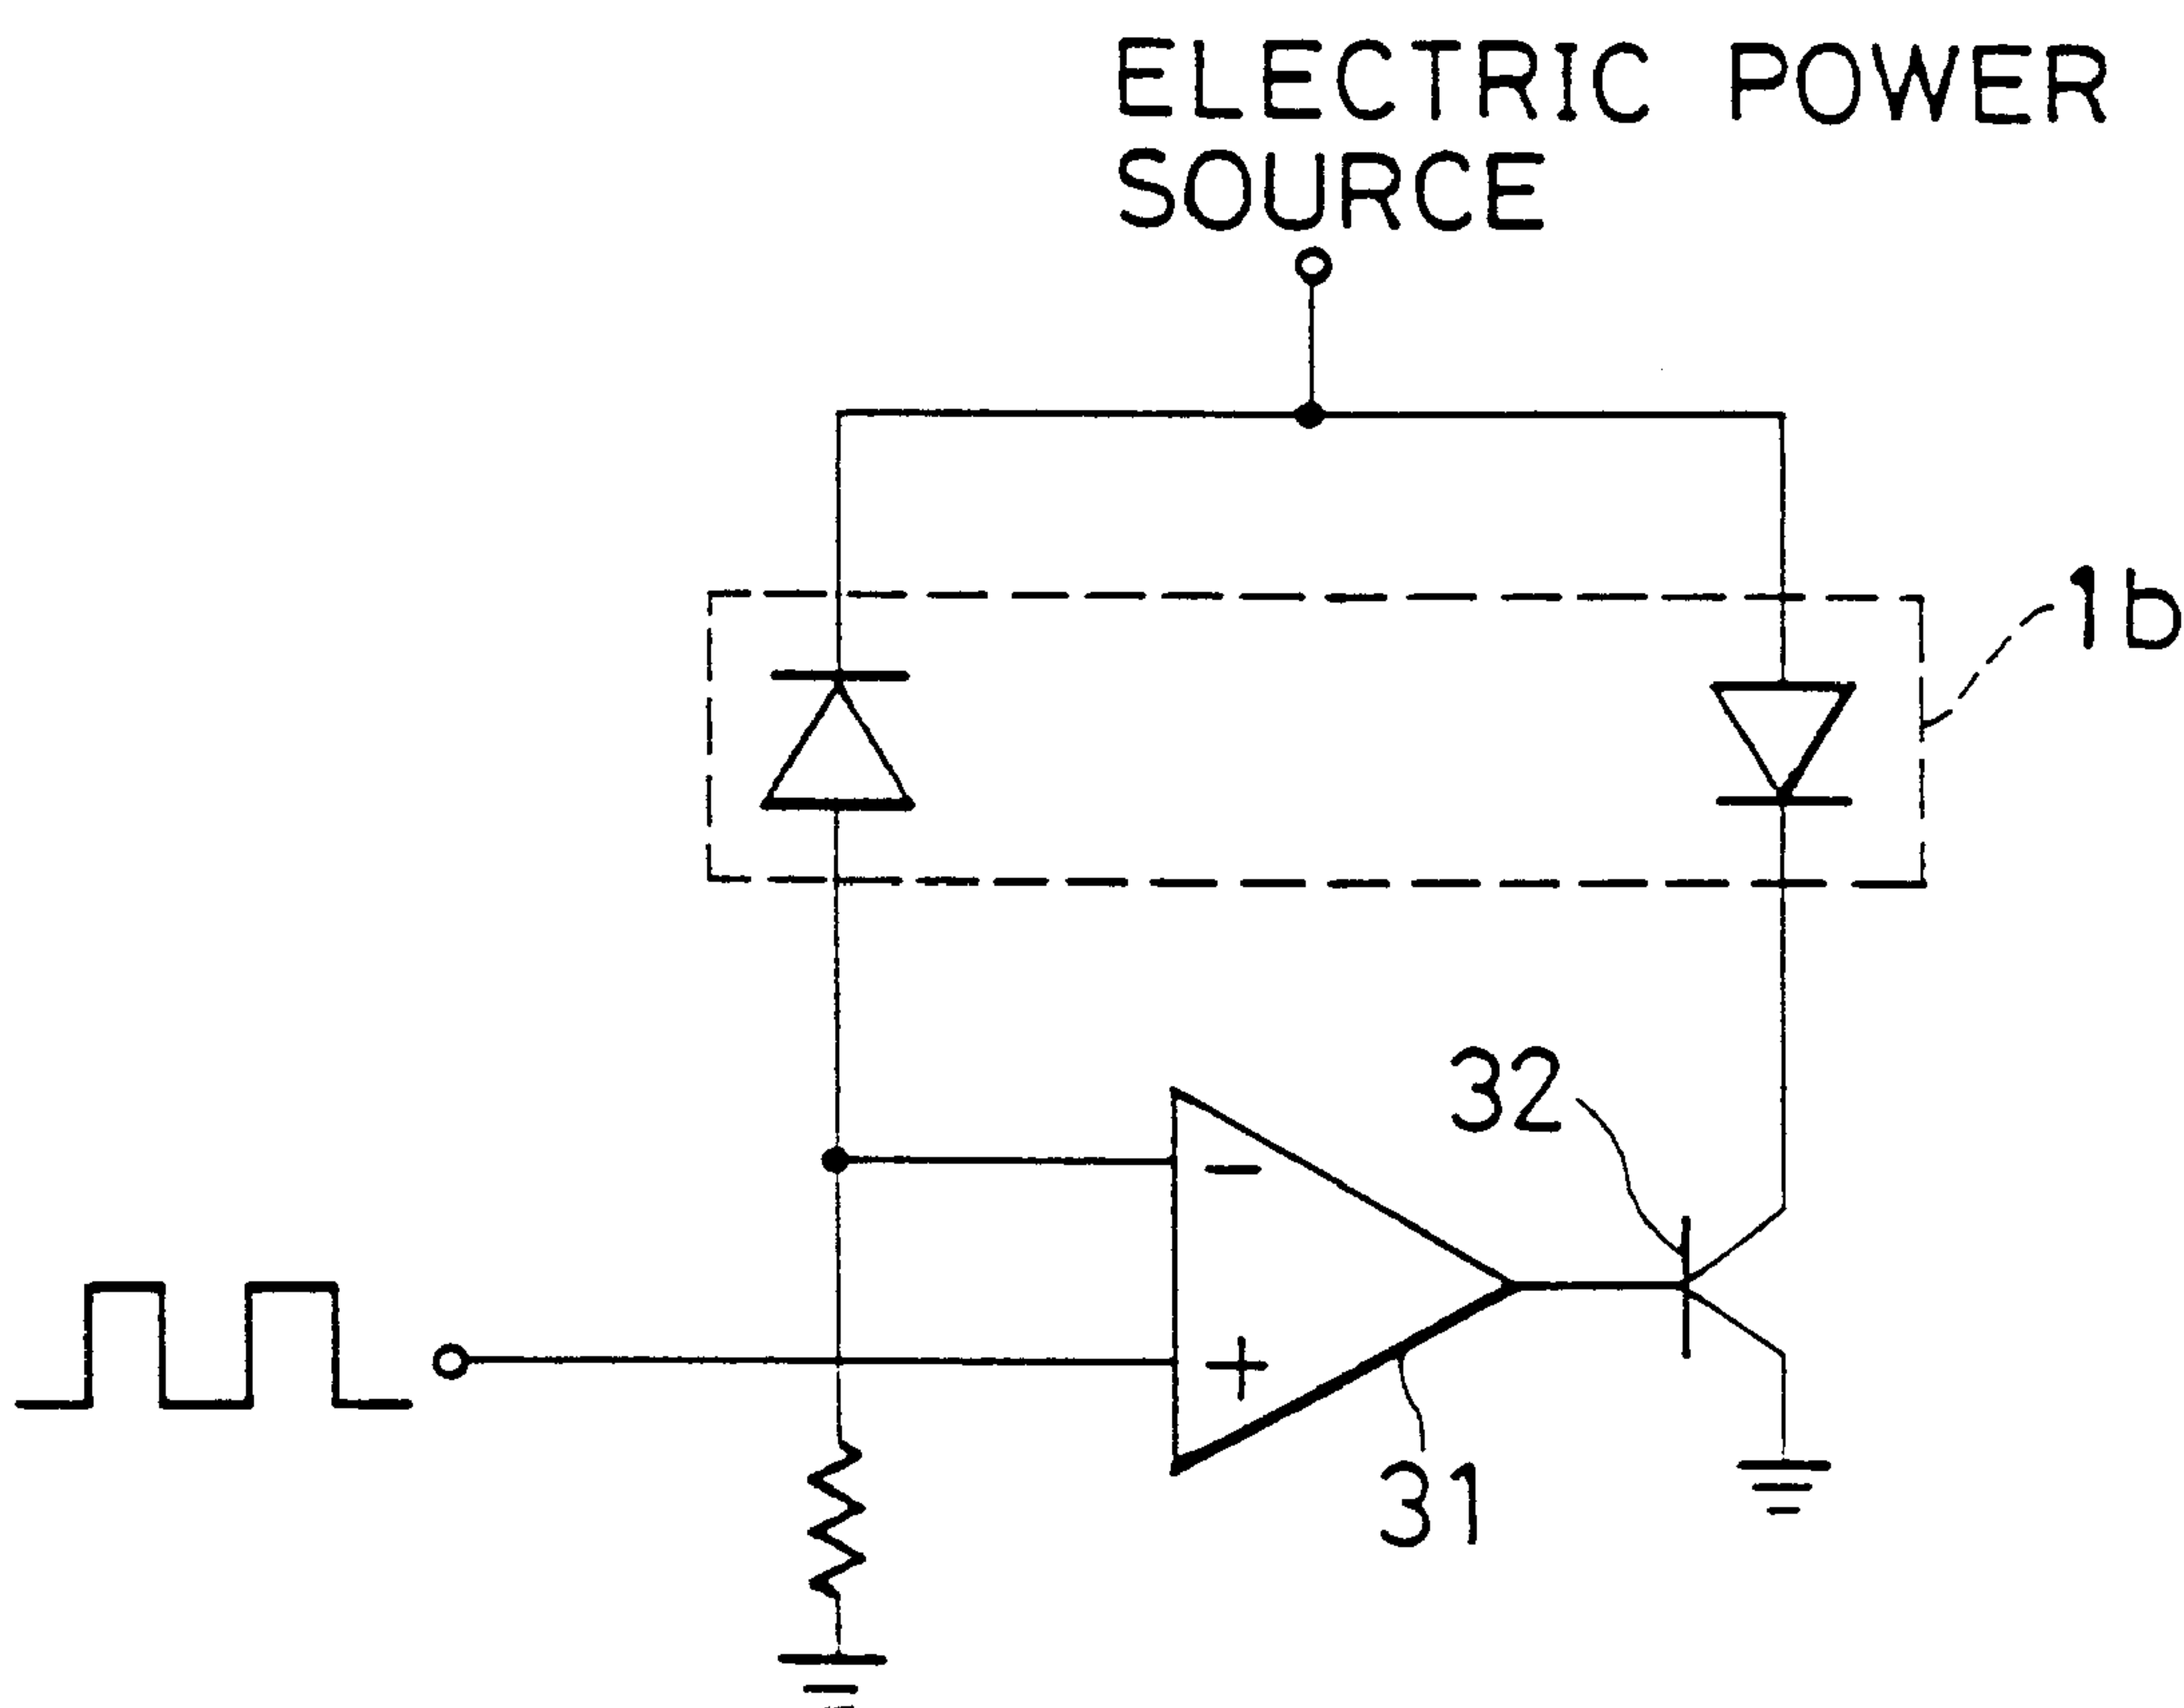 ELECTRIC POWER
SOURCE
1b
32
−
+
31